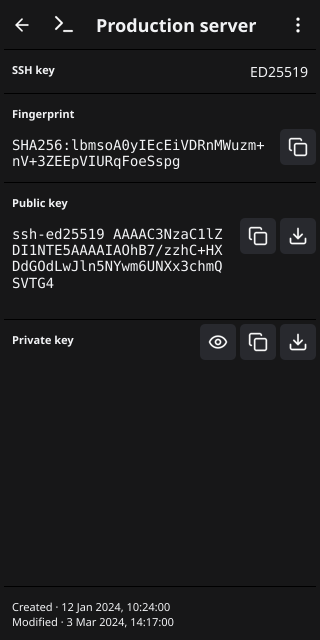 Production server
SSH key
ED25519
Fingerprint
SHA256:lbmsoA0yIEcEiVDRnMWuzm+
nV+3ZEEpVIURqFoeSspg
Public key
ssh-ed25519 AAAAC3NzaC1lZ
DI1NTE5AAAAIAOhB7/zzhC+HX
DdGOdLwJln5NYwm6UNXx3chmQ
SVTG4
Private key
Created · 12 Jan 2024, 10:24:00
Modified · 3 Mar 2024, 14:17:00